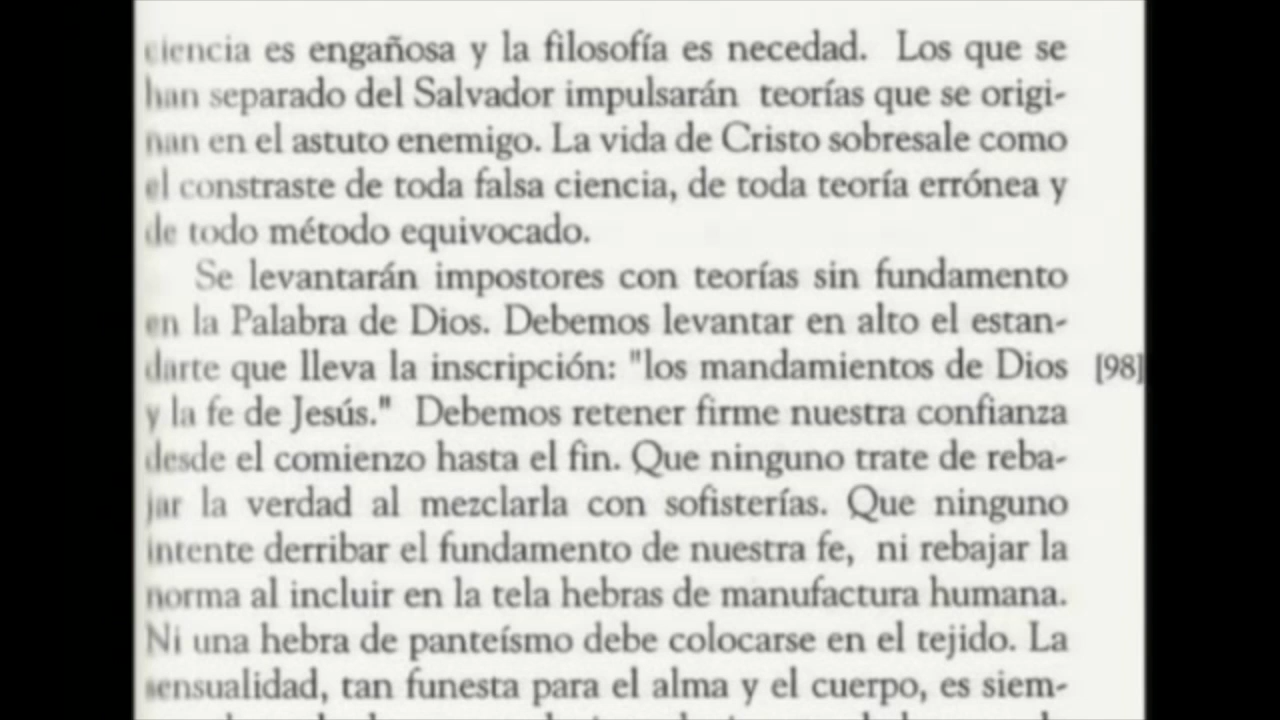 ciencia es engañosa y la filosofía es necedad. Los que se
han separado del Salvador impulsarán teorías que se origi-
nan en el astuto enemigo. La vida de Cristo sobresale como
el constraste de toda falsa ciencia, de toda teoría errónea y
de todo método equivocado.
Se levantarán impostores con teorías sin fundamento
en la Palabra de Dios. Debemos levantar en alto el estan-
darte que lleva la inscripción: "los mandamientos de Dios [98]
y la fe de Jesús." Debemos retener firme nuestra confianza
desde el comienzo hasta el fin. Que ninguno trate de reba-
jar la verdad al mezclarla con sofisterías. Que ninguno
intente derribar el fundamento de nuestra fe, ni rebajar la
norma al incluir en la tela hebras de manufactura humana.
Ni una hebra de panteísmo debe colocarse en el tejido. La
sensualidad, tan funesta para el alma y el cuerpo, es siem-